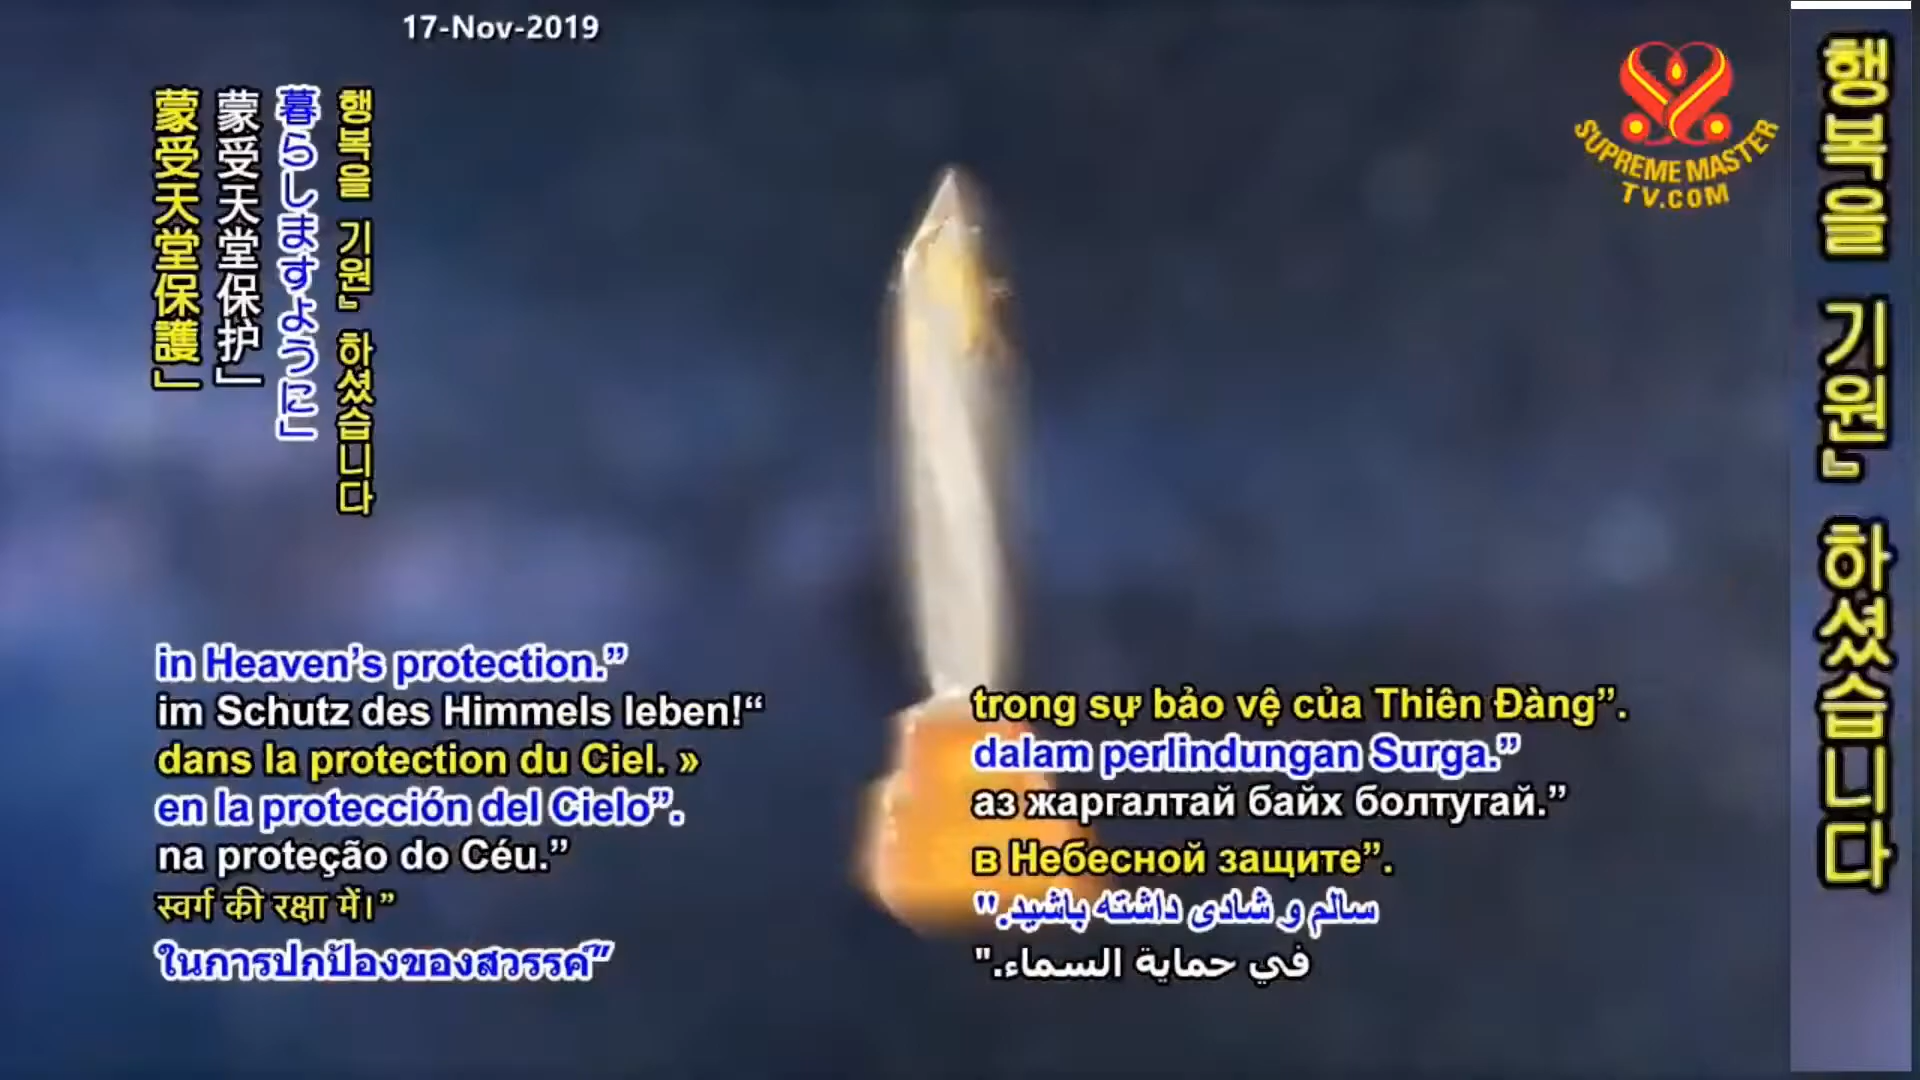 17-Nov-2019
SUPREME MASTER
TV.COM
행복을 기원』 하셨습니다
행복을 기원』 하셨습니다
暮らしますように」
蒙受天堂保护」
蒙受天堂保護」
in Heaven’s protection.”
im Schutz des Himmels leben!“
dans la protection du Ciel. »
en la protección del Cielo”.
na proteção do Céu.”
स्वर्ग की रक्षा में।”
ในการปกป้องของสวรรค์”
trong sự bảo vệ của Thiên Đàng”.
dalam perlindungan Surga.”
аз жаргалтай байх болтугай.”
в Небесной защите”.
سالم و شادی داشته باشید."
في حماية السماء."